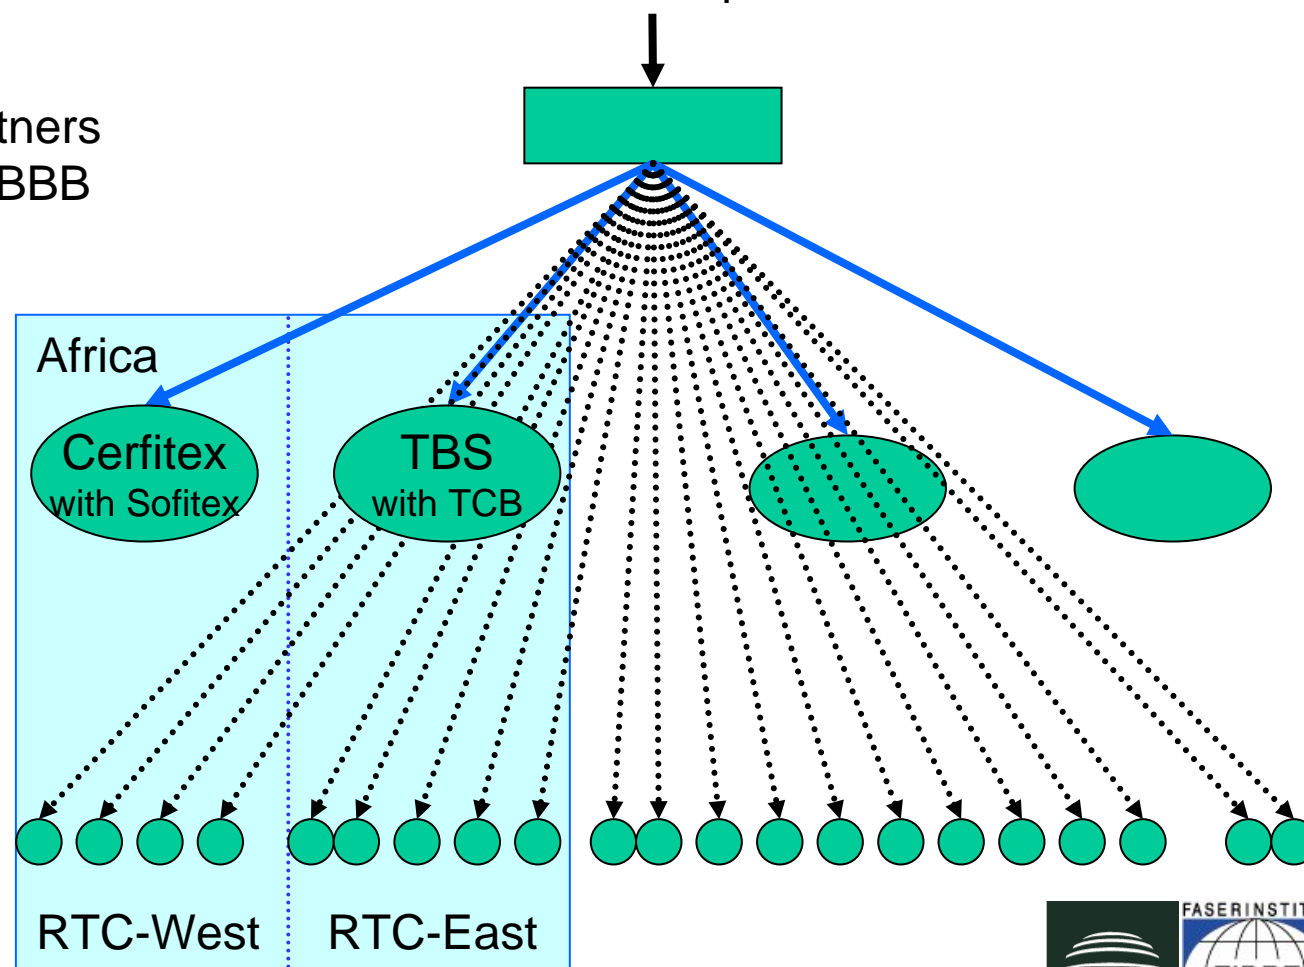 tners
BBB
Africa
Cerfitex
with Sofitex
TBS
with TCB
RTC-West
RTC-East
FASERINSTIT